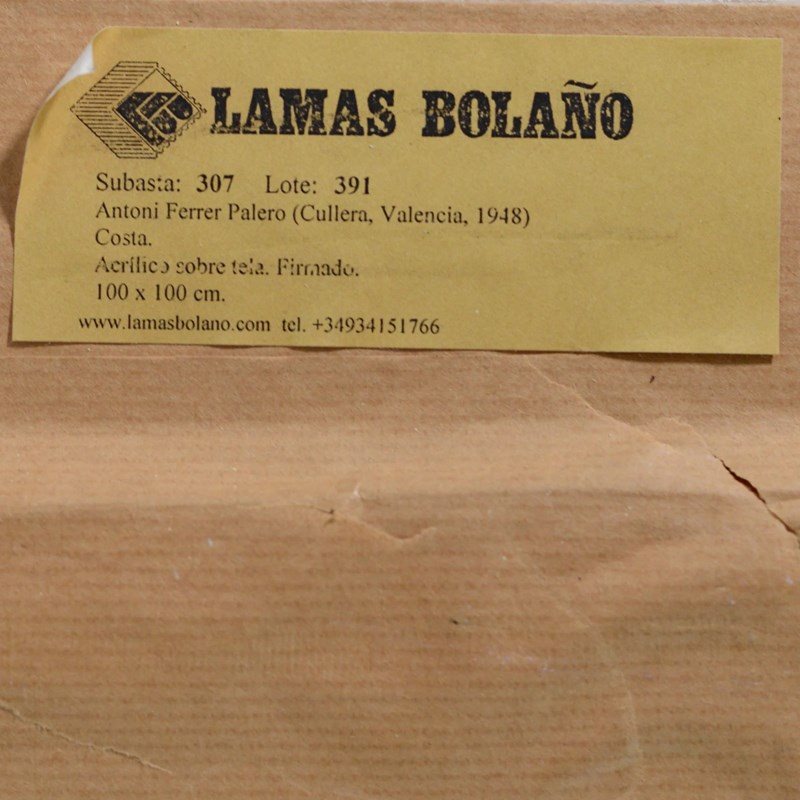 LAMAS BOLAÑO
Subasta: 307 Lote: 391
Antoni Ferrer Palero (Cullera, Valencia, 1948)
Costa.
Acrílico sobre tela. Firmado.
100 x 100 cm.
www.lamasbolano.com tel. +34934151766